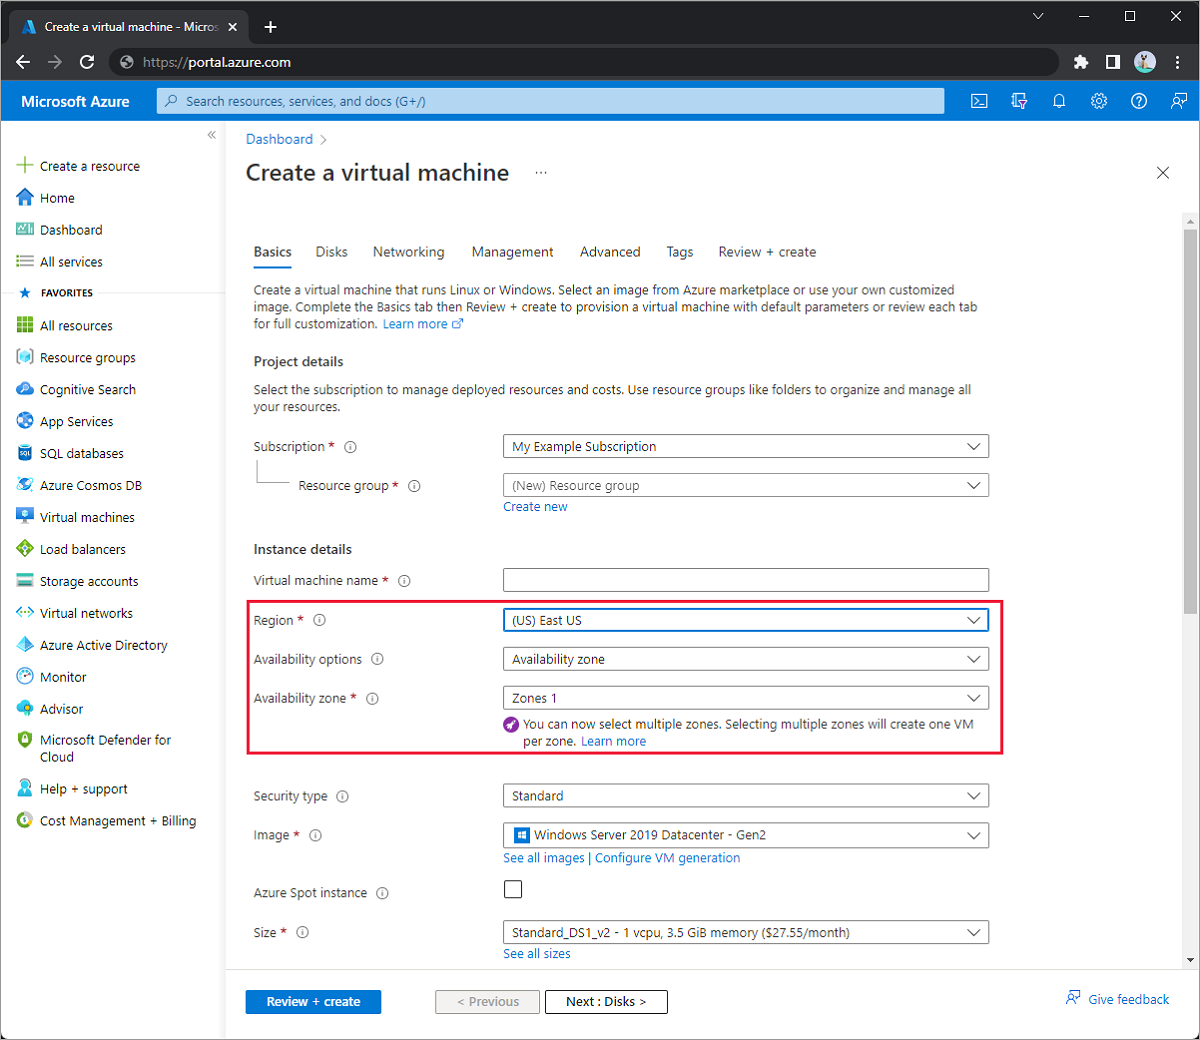 Create a virtual machine - Micros
https://portal.azure.com
Microsoft Azure
Search resources, services, and docs (G+/)
Create a resource
Home
Dashboard
All services
FAVORITES
All resources
Resource groups
Cognitive Search
App Services
SQL databases
Azure Cosmos DB
Virtual machines
Load balancers
Storage accounts
Virtual networks
Azure Active Directory
Monitor
Advisor
Microsoft Defender for
Cloud
Help + support
Cost Management + Billing
Dashboard >
Create a virtual machine ...
Basics Disks Networking Management Advanced Tags Review + create
Create a virtual machine that runs Linux or Windows. Select an image from Azure marketplace or use your own customized
image. Complete the Basics tab then Review + create to provision a virtual machine with default parameters or review each tab
for full customization. Learn more
Project details
Select the subscription to manage deployed resources and costs. Use resource groups like folders to organize and manage all
your resources.
Subscription * My Example Subscription
Resource group * (New) Resource group
Create new
Instance details
Virtual machine name *
Region * (US) East US
Availability options Availability zone
Availability zone * Zones 1
You can now select multiple zones. Selecting multiple zones will create one VM
per zone. Learn more
Security type Standard
Image * Windows Server 2019 Datacenter - Gen2
See all images | Configure VM generation
Azure Spot instance
Size * Standard_DS1_v2 - 1 vcpu, 3.5 GiB memory ($27.55/month)
See all sizes
Review + create < Previous Next : Disks > Give feedback